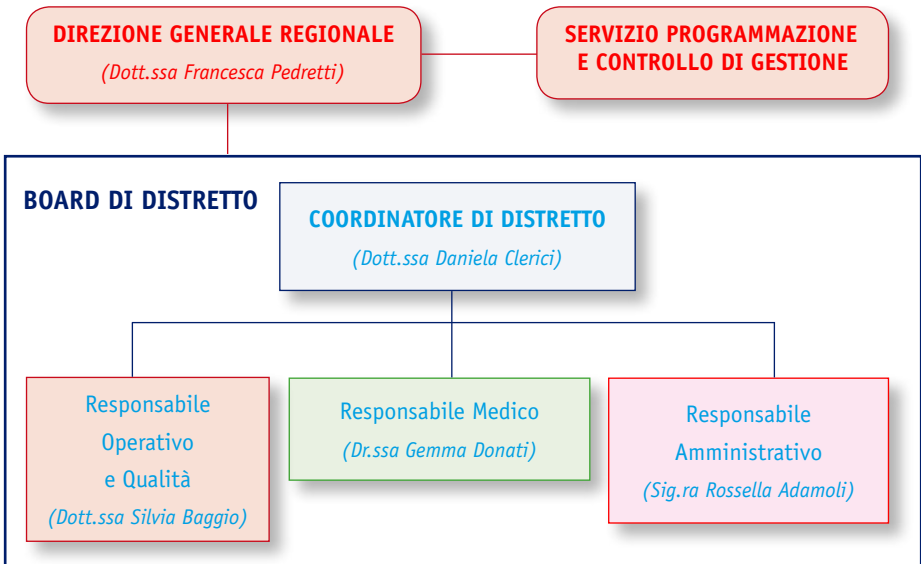 DIREZIONE GENERALE REGIONALE
(Dott.ssa Francesca Pedretti)
SERVIZIO PROGRAMMAZIONE
E CONTROLLO DI GESTIONE
BOARD DI DISTRETTO
COORDINATORE DI DISTRETTO
(Dott.ssa Daniela Clerici)
Responsabile
Operativo
e Qualità
(Dott.ssa Silvia Baggio)
Responsabile Medico
(Dr.ssa Gemma Donati)
Responsabile
Amministrativo
(Sig.ra Rossella Adamoli)